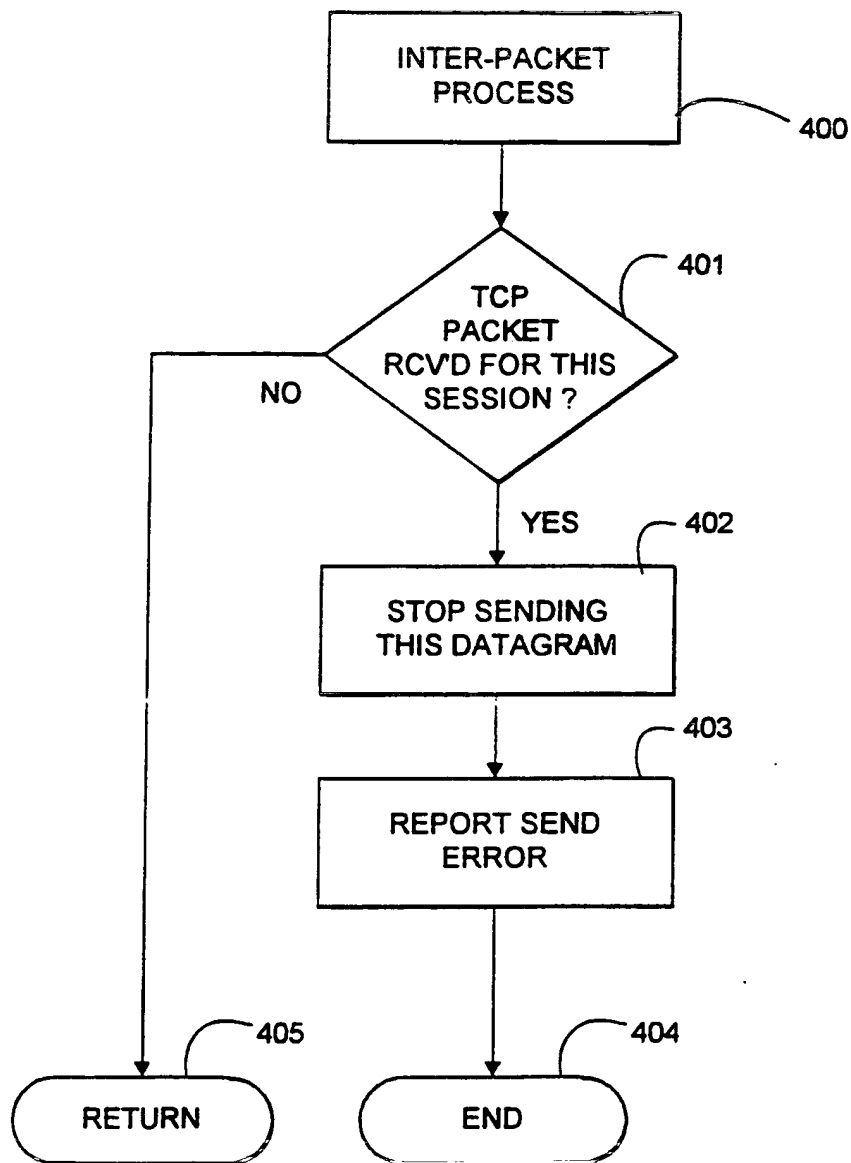 INTER-PACKET
PROCESS
400
401
TCP
PACKET
RCV'D FOR THIS
SESSION ?
NO
YES
402
STOP SENDING
THIS DATAGRAM
403
REPORT SEND
ERROR
405
404
RETURN
END